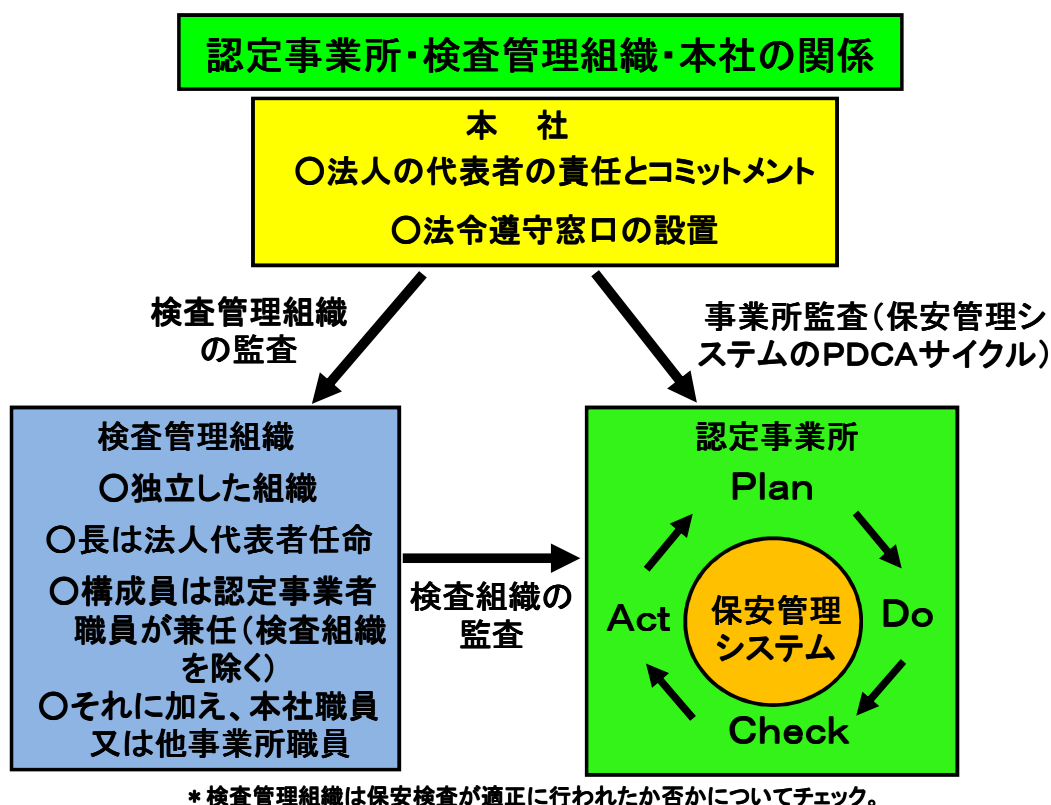 認定事業所・検査管理組織・本社の関係
本　社
○法人の代表者の責任とコミットメント
○法令遵守窓口の設置
検査管理組織
の監査
事業所監査（保安管理シ
ステムのPDCAサイクル）
検査管理組織
○独立した組織
○長は法人代表者任命
○構成員は認定事業者
職員が兼任（検査組織
を除く）
○それに加え、本社職員
又は他事業所職員
検査組織の
監査
認定事業所
Plan
Do
Check
Act
保安管理
システム
＊検査管理組織は保安検査が適正に行われたか否かについてチェック。